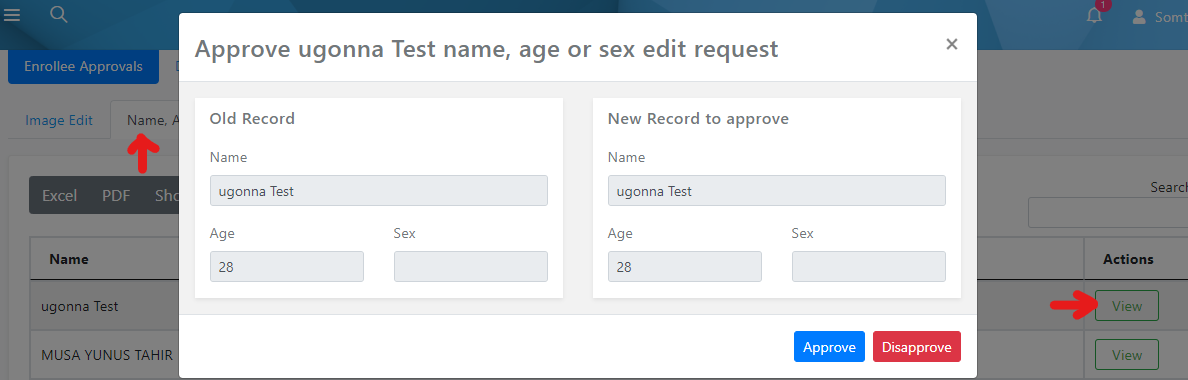 1
Somt
Approve ugonna Test name, age or sex edit request
×
Enrollee Approvals
Image Edit
Name, A
Old Record
New Record to approve
Name
Name
Excel PDF Sho
ugonna Test
ugonna Test
Search
Age
Sex
Age
Sex
28
28
Name
Actions
ugonna Test
View
Approve
Disapprove
MUSA YUNUS TAHIR
View